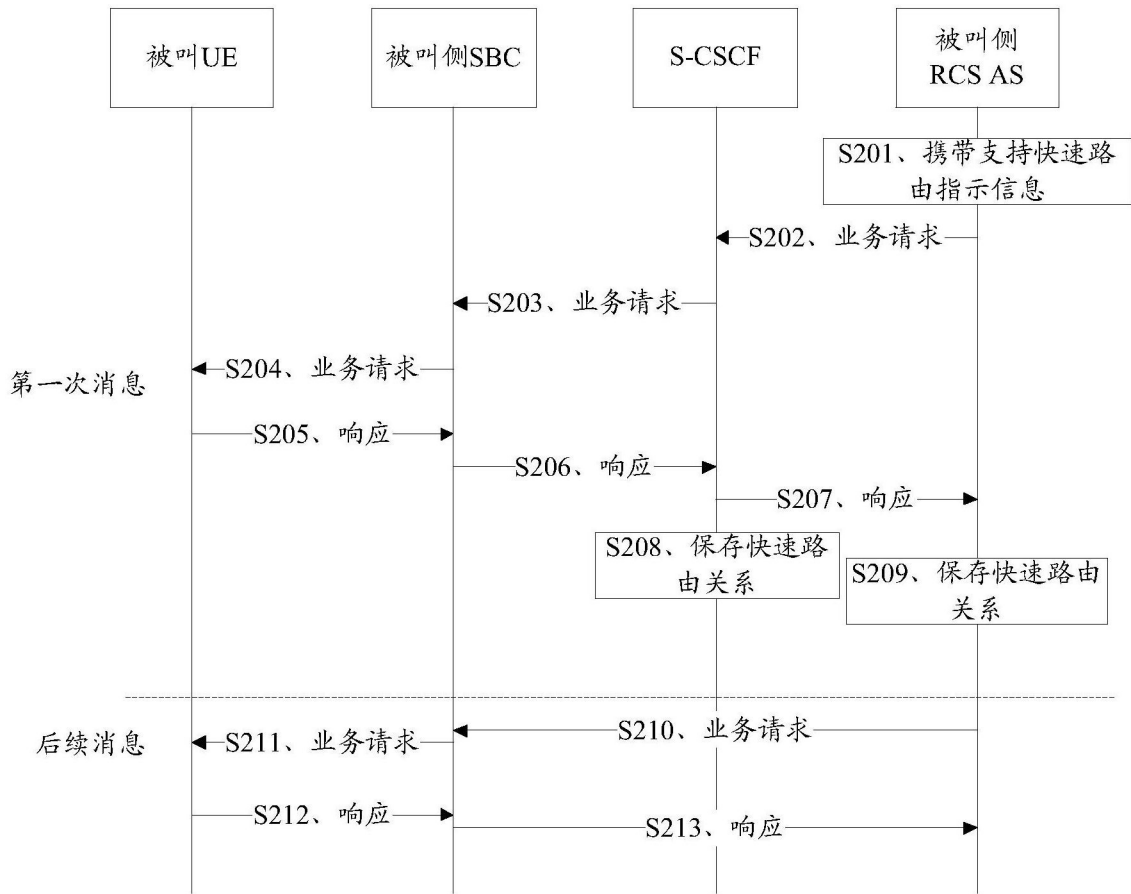 被叫UE
被叫侧SBC
S-CSCF
被叫侧
RCS AS
S201、携带支持快速路
由指示信息
S202、业务请求
S203、业务请求
S204、业务请求
第一次消息
S205、响应
S206、响应
S207、响应
S208、保存快速路
由关系
S209、保存快速路由
关系
后续消息
S210、业务请求
S211、业务请求
S212、响应
S213、响应